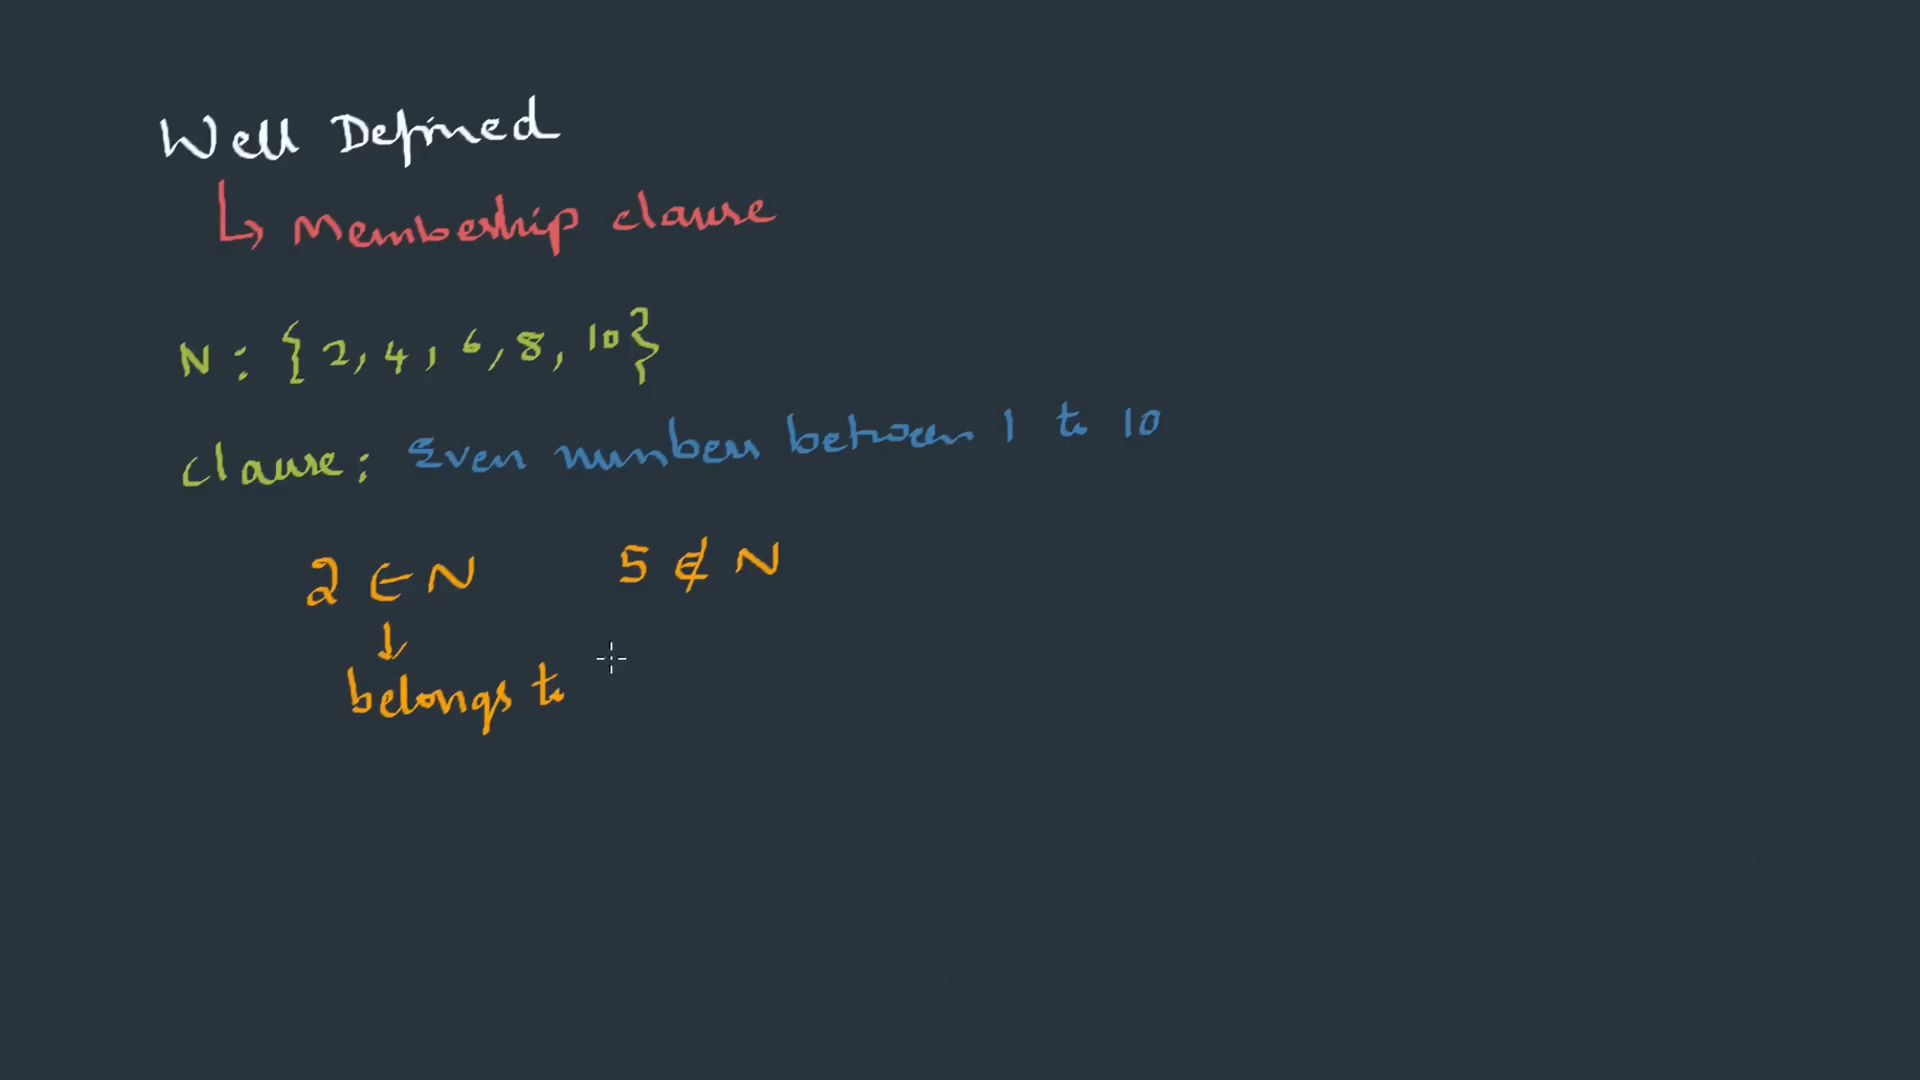 Well Defined
↳ Membership clause
N : { 2, 4, 6, 8, 10 }
clause : Even numbers between 1 to 10
2 ∈ N 5 ∉ N
↓
belongs to